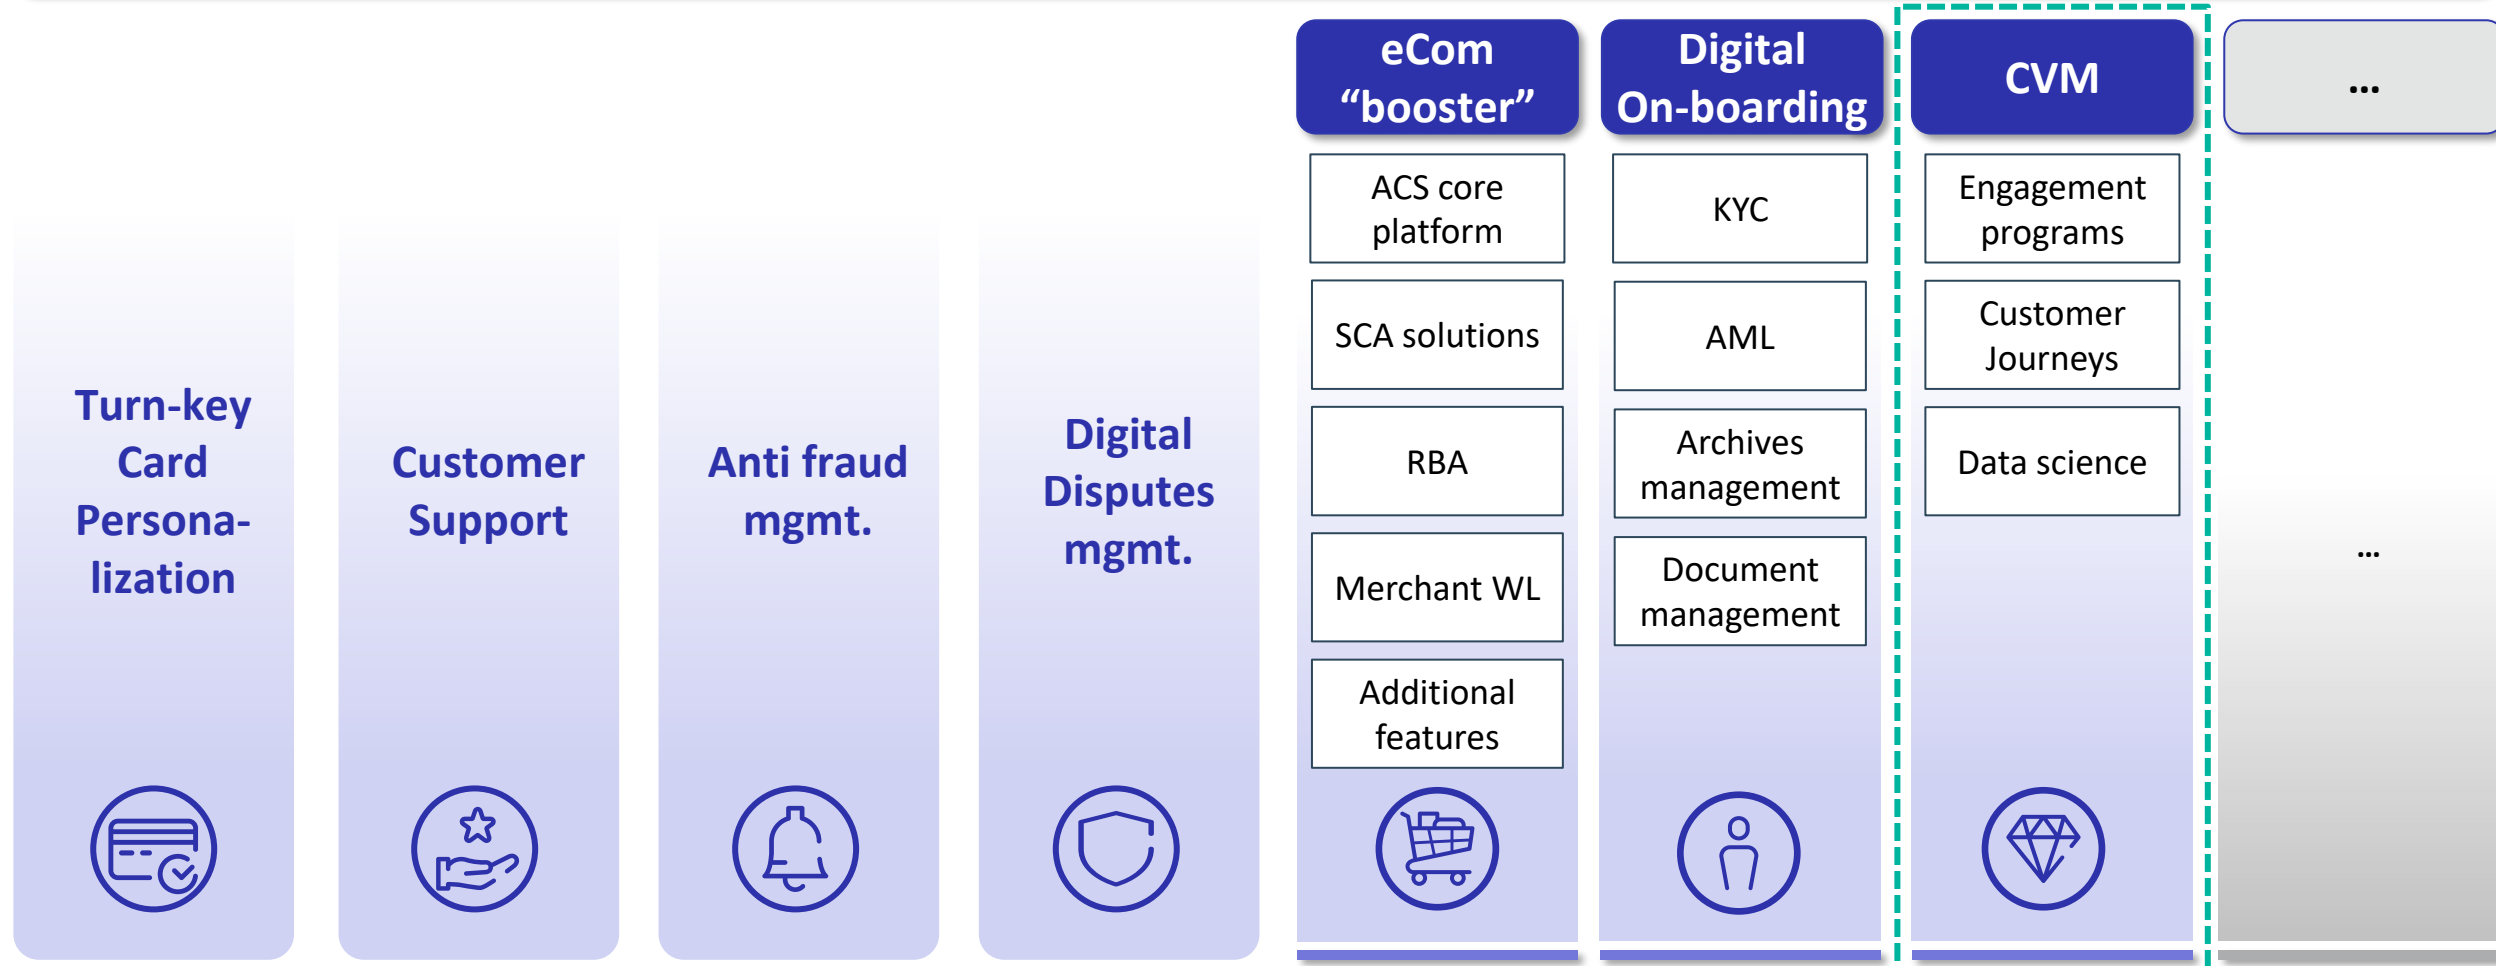 Turn-key
Card
Persona-
lization
Customer
Support
Anti fraud
mgmt.
Digital
Disputes
mgmt.
eCom
“booster”
ACS core
platform
SCA solutions
RBA
Merchant WL
Additional
features
Digital
On-boarding
KYC
AML
Archives
management
Document
management
CVM
Engagement
programs
Customer
Journeys
Data science
...
...